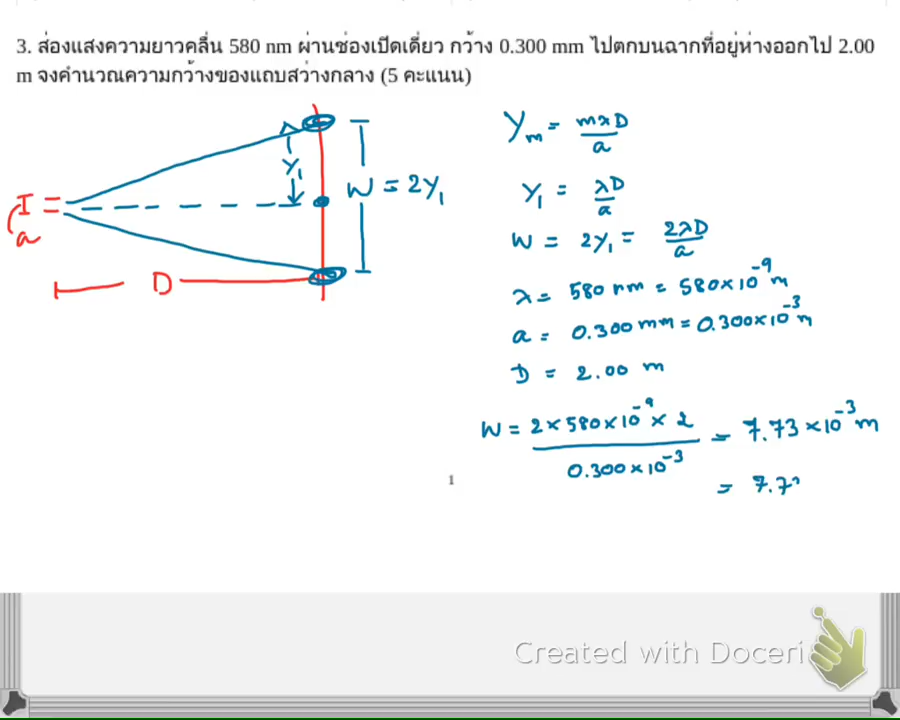 3. ส่องแสงความยาวคลื่น 580 nm ผ่านช่องเปิดเดี่ยว กว้าง 0.300 mm ไปตกบนฉากที่อยู่ห่างออกไป 2.00
m จงคำนวณความกว้างของแถบสว่างกลาง (5 คะแนน)
Yₘ = mλD/a
Y₁
W = 2Y₁
a
D
Y₁ = λD/a
W = 2Y₁ = 2λD/a
λ = 580 nm = 580×10⁻⁹ m
a = 0.300 mm = 0.300×10⁻³ m
D = 2.00 m
W = 2×580×10⁻⁹×2 / 0.300×10⁻³ = 7.73×10⁻³ m
1
Created with Doceri